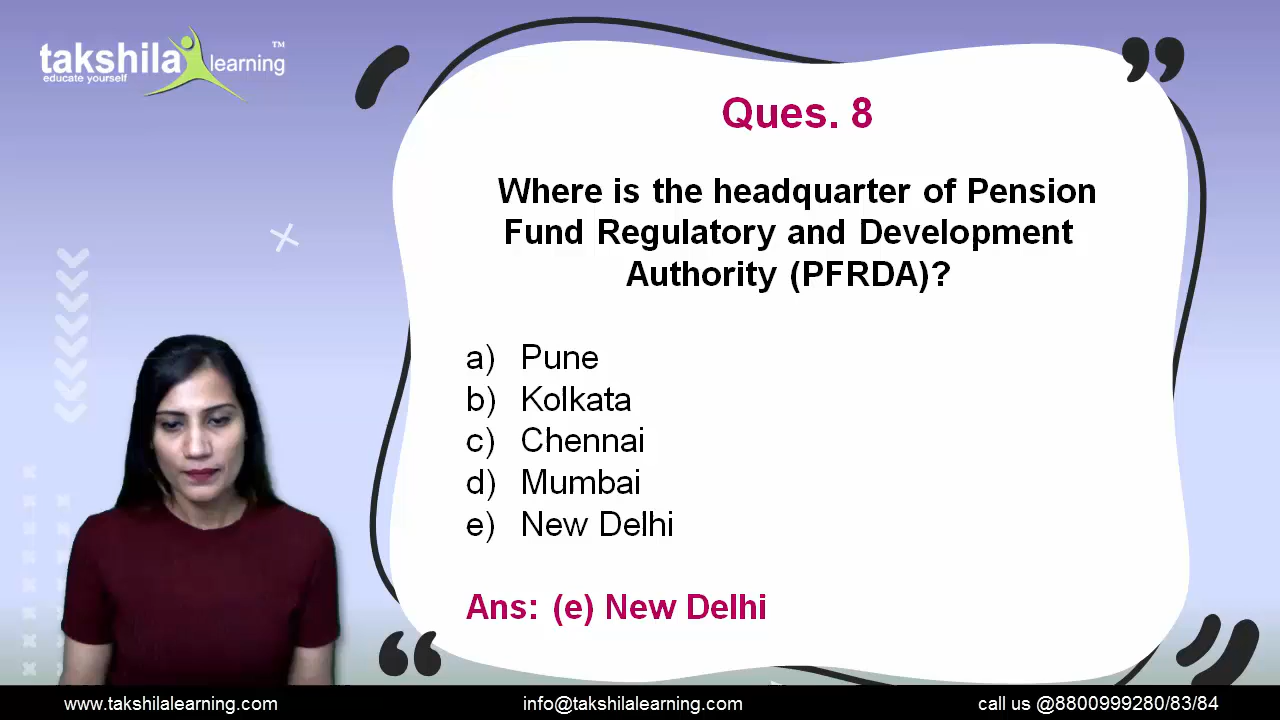 takshila learning™
educate yourself
Ques. 8
Where is the headquarter of Pension
Fund Regulatory and Development
Authority (PFRDA)?
a) Pune
b) Kolkata
c) Chennai
d) Mumbai
e) New Delhi
Ans: (e) New Delhi
www.takshilalearning.com info@takshilalearning.com call us @8800999280/83/84